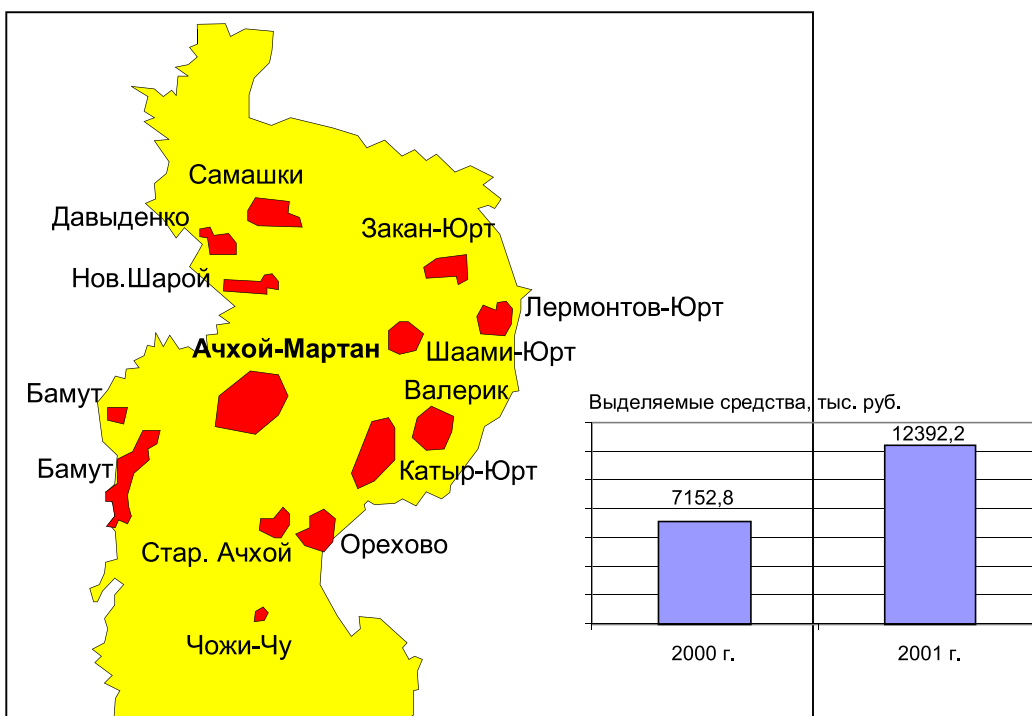 Самашки
Давыденко
Закан-Юрт
Нов.Шарой
Лермонтов-Юрт
Ачхой-Мартан
Шаами-Юрт
Бамут
Валерик
Бамут
Катыр-Юрт
Стар. Ачхой
Орехово
Чожи-Чу
Выделяемые средства, тыс. руб.
12392,2
7152,8
2000 г.
2001 г.